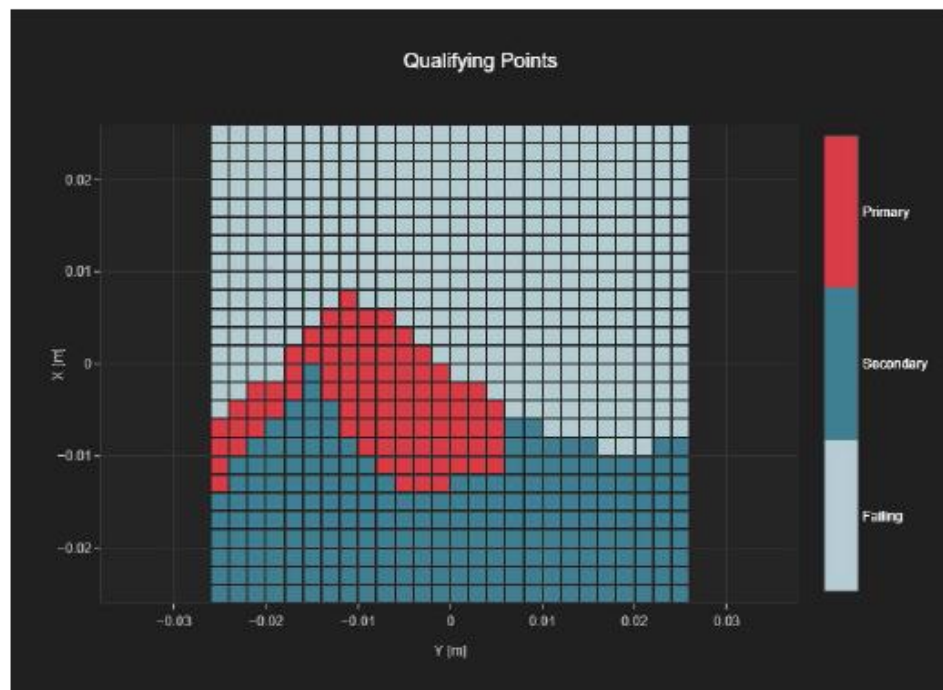 Qualifying Points
0.02
0.01
0
−0.01
−0.02
X [m]
−0.03
−0.02
−0.01
0
0.01
0.02
0.03
Y [m]
Primary
Secondary
Failing